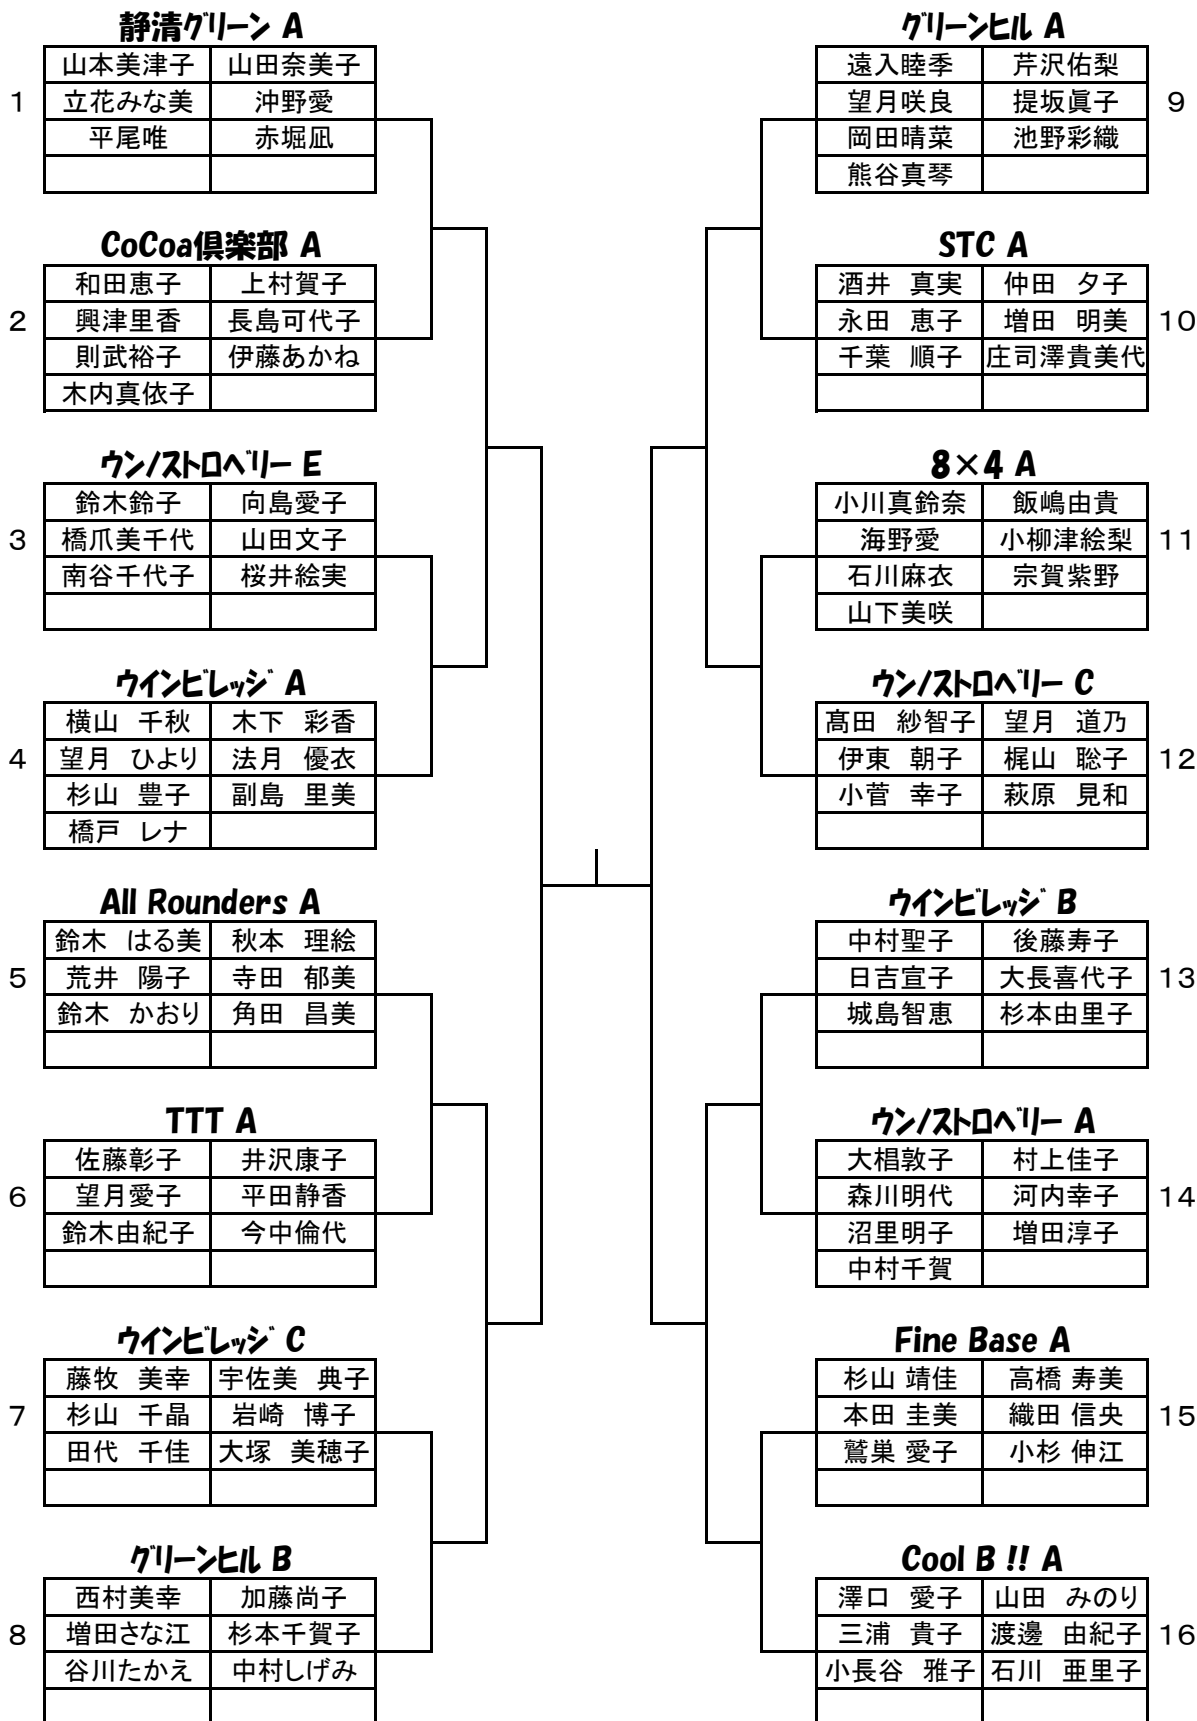 静清グリーン A
山本美津子 山田奈美子
1 立花みな美 沖野愛
平尾唯 赤堀凪
CoCoa倶楽部 A
和田恵子 上村賀子
2 興津里香 長島可代子
則武裕子 伊藤あかね
木内真依子
ウンノストロベリー E
鈴木鈴子 向島愛子
3 橋爪美千代 山田文子
南谷千代子 桜井絵実
ウインビレッジ A
横山 千秋 木下 彩香
4 望月 ひより 法月 優衣
杉山 豊子 副島 里美
橋戸 レナ
All Rounders A
鈴木 はる美 秋本 理絵
5 荒井 陽子 寺田 郁美
鈴木 かおり 角田 昌美
TTT A
佐藤彰子 井沢康子
6 望月愛子 平田静香
鈴木由紀子 今中倫代
ウインビレッジ C
藤牧 美幸 宇佐美 典子
7 杉山 千晶 岩崎 博子
田代 千佳 大塚 美穂子
グリーンヒル B
西村美幸 加藤尚子
8 増田さな江 杉本千賀子
谷川たかえ 中村しげみ
グリーンヒル A
遠入睦季 芹沢佑梨
望月咲良 提坂眞子 9
岡田晴菜 池野彩織
熊谷真琴
STC A
酒井 真実 仲田 夕子
永田 恵子 増田 明美 10
千葉 順子 庄司澤貴美代
8×4 A
小川真鈴奈 飯嶋由貴
海野愛 小柳津絵梨 11
石川麻衣 宗賀紫野
山下美咲
ウンノストロベリー C
髙田 紗智子 望月 道乃
伊東 朝子 梶山 聡子 12
小菅 幸子 萩原 見和
ウインビレッジ B
中村聖子 後藤寿子
日吉宣子 大長喜代子 13
城島智恵 杉本由里子
ウンノストロベリー A
大椙敦子 村上佳子
森川明代 河内幸子 14
沼里明子 増田淳子
中村千賀
Fine Base A
杉山 靖佳 高橋 寿美
本田 圭美 織田 信央 15
鷲巣 愛子 小杉 伸江
Cool B !! A
澤口 愛子 山田 みのり
三浦 貴子 渡邊 由紀子 16
小長谷 雅子 石川 亜里子